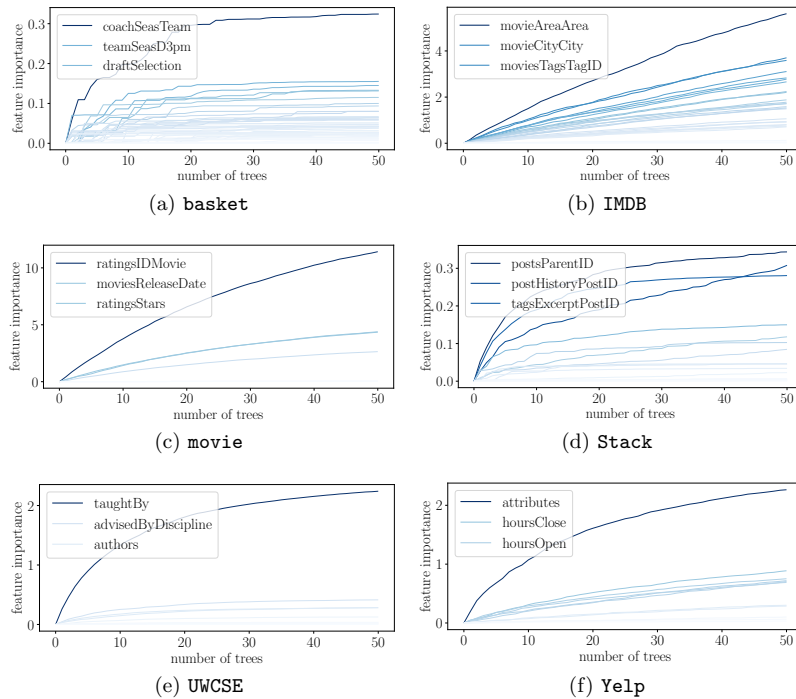 coachSeasTeam
teamSeasD3pm
draftSelection
feature importance
0.3
0.2
0.1
0.0
0 10 20 30 40 50
number of trees
(a) basket
movieAreaArea
movieCityCity
moviesTagsTagID
feature importance
4
2
0
0 10 20 30 40 50
number of trees
(b) IMDB
ratingsIDMovie
moviesReleaseDate
ratingsStars
feature importance
10
5
0
0 10 20 30 40 50
number of trees
(c) movie
postsParentID
postHistoryPostID
tagsExcerptPostID
feature importance
0.3
0.2
0.1
0.0
0 10 20 30 40 50
number of trees
(d) Stack
taughtBy
advisedByDiscipline
authors
feature importance
2
1
0
0 10 20 30 40 50
number of trees
(e) UWCSE
attributes
hoursClose
hoursOpen
feature importance
2
1
0
0 10 20 30 40 50
number of trees
(f) Yelp